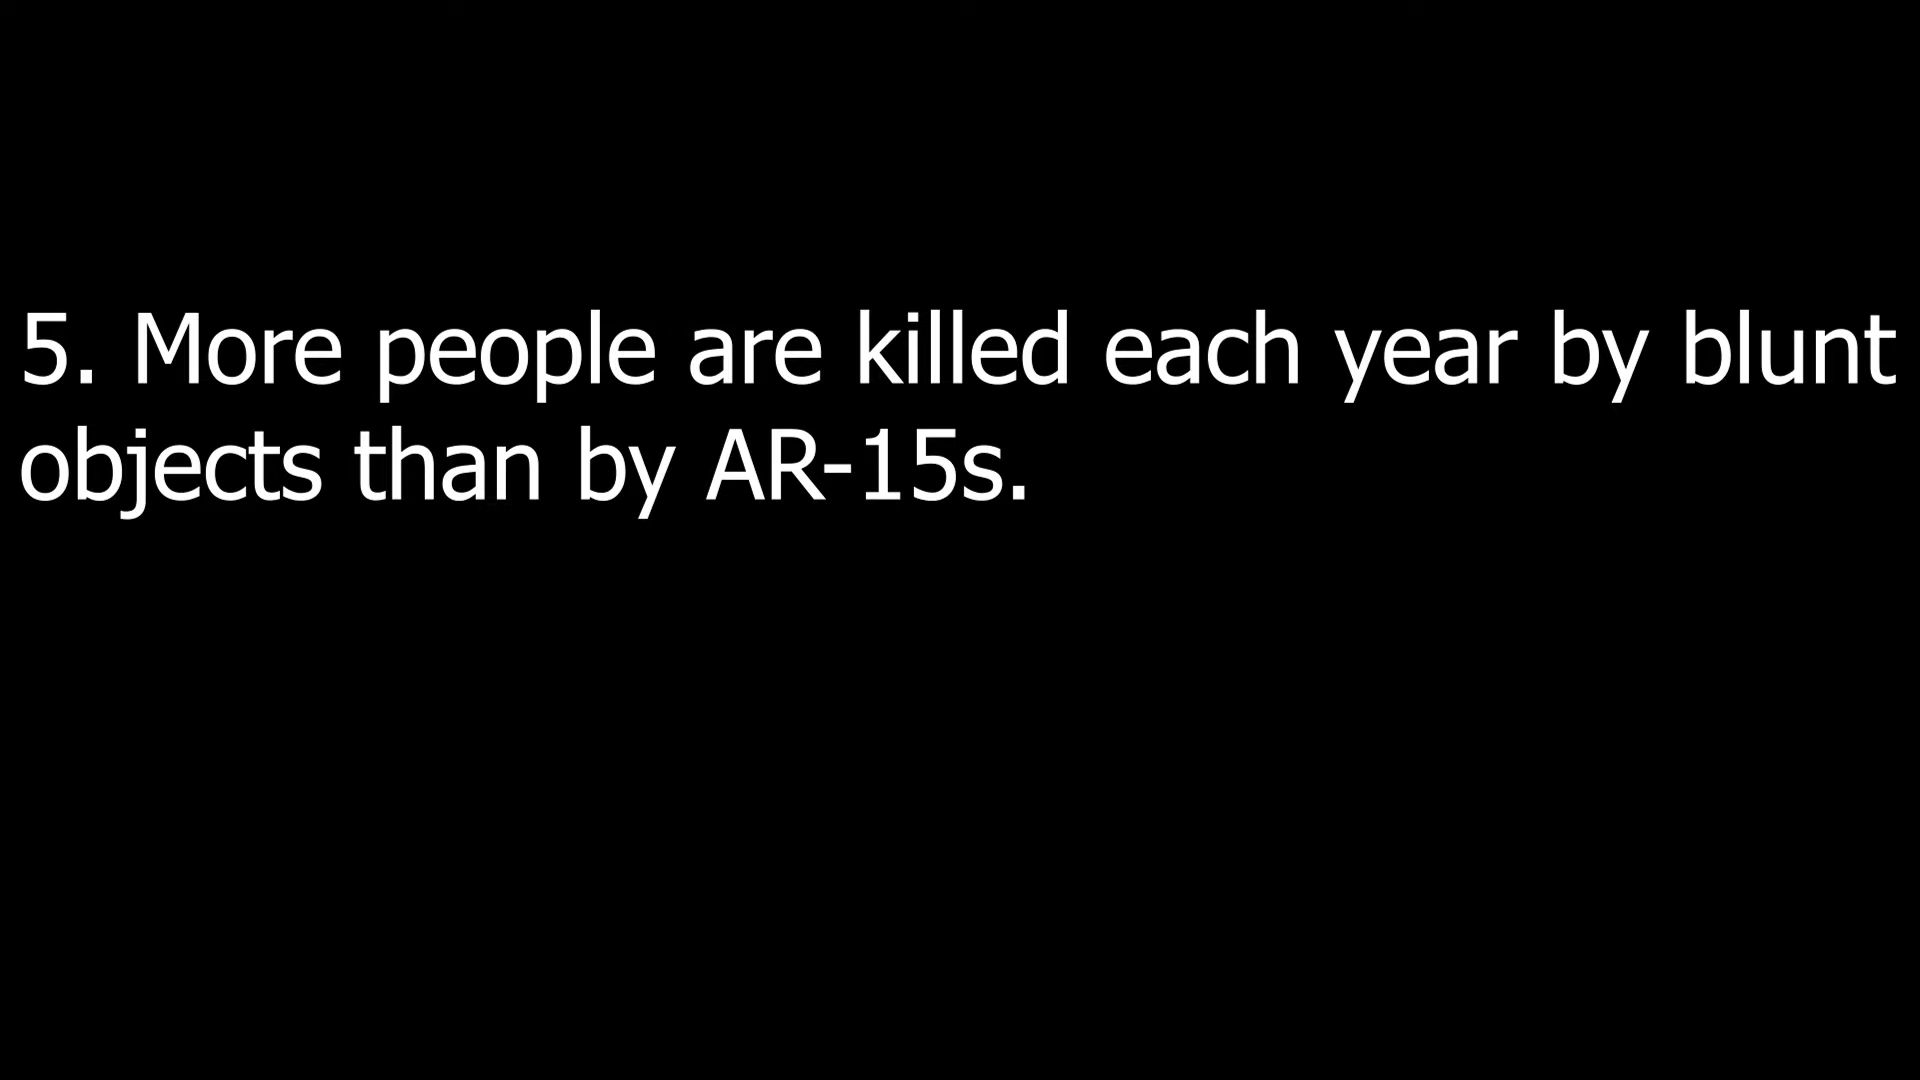 5. More people are killed each year by blunt
objects than by AR-15s.